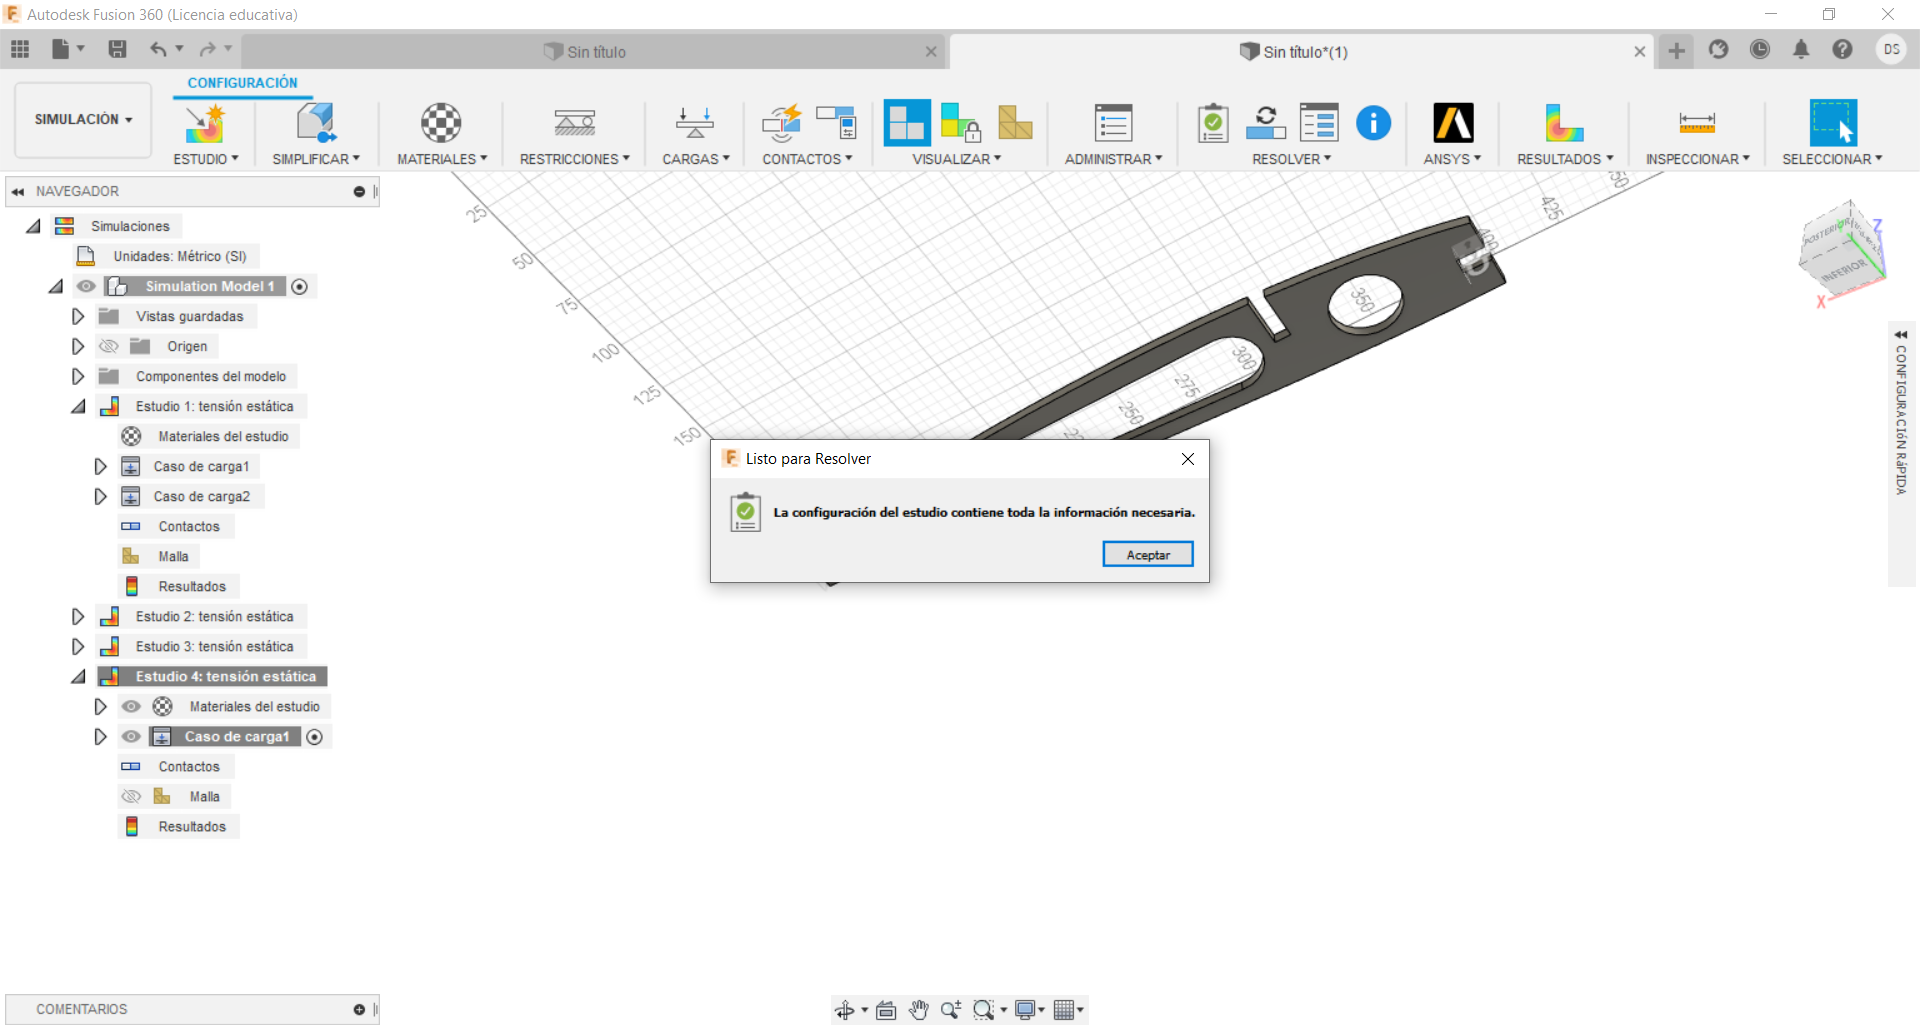 Autodesk Fusion 360 (Licencia educativa)
Sin título
Sin título*(1)
DS
CONFIGURACIÓN
SIMULACIÓN
ESTUDIO
SIMPLIFICAR
MATERIALES
RESTRICCIONES
CARGAS
CONTACTOS
VISUALIZAR
ADMINISTRAR
RESOLVER
ANSYS
RESULTADOS
INSPECCIONAR
SELECCIONAR
NAVEGADOR
Simulaciones
Unidades: Métrico (SI)
Simulation Model 1
Vistas guardadas
Origen
Componentes del modelo
Estudio 1: tensión estática
Materiales del estudio
Caso de carga1
Caso de carga2
Contactos
Malla
Resultados
Estudio 2: tensión estática
Estudio 3: tensión estática
Estudio 4: tensión estática
Materiales del estudio
Caso de carga1
Contactos
Malla
Resultados
25
50
75
100
125
150
250
275
300
350
400
425
POSTERIOR
INFERIOR
Z
X
CONFIGURACIóN RáPIDA
Listo para Resolver
La configuración del estudio contiene toda la información necesaria.
Aceptar
COMENTARIOS